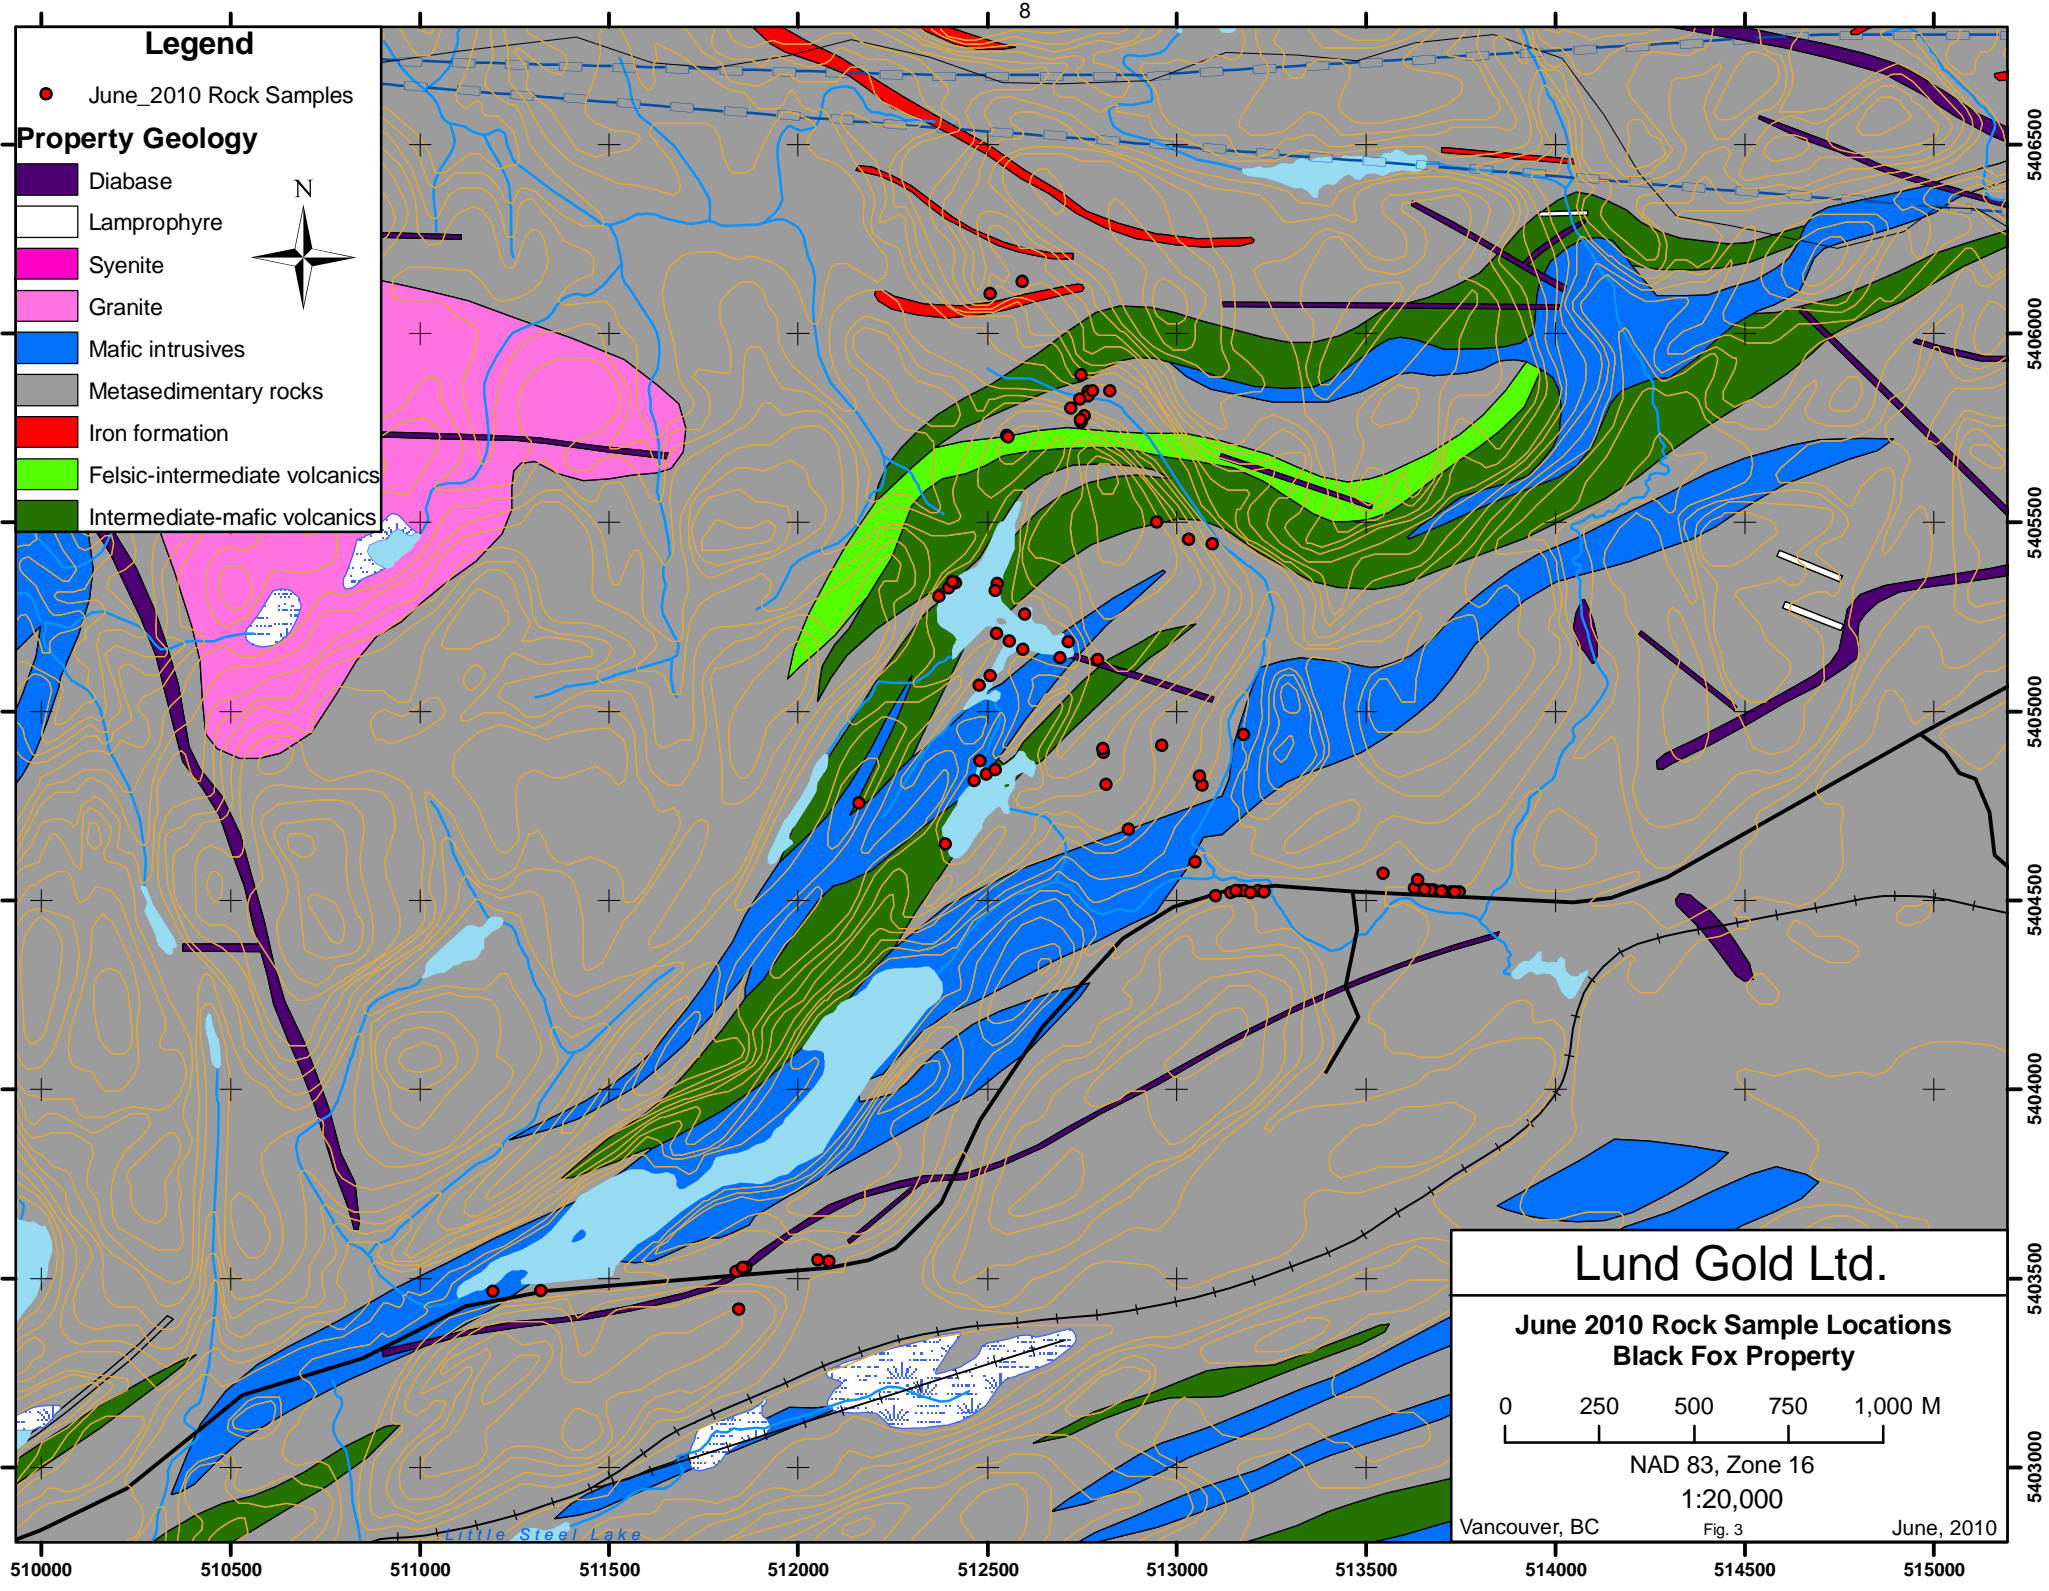 8
Legend
June_2010 Rock Samples
Property Geology
Diabase
Lamprophyre
Syenite
Granite
Mafic intrusives
Metasedimentary rocks
Iron formation
Felsic-intermediate volcanics
Intermediate-mafic volcanics
N
5406500
5406000
5405500
5405000
5404500
5404000
5403500
5403000
Little Steel Lake
Lund Gold Ltd.
June 2010 Rock Sample Locations
Black Fox Property
0 250 500 750 1,000 M
NAD 83, Zone 16
1:20,000
Vancouver, BC Fig. 3 June, 2010
510000 510500 511000 511500 512000 512500 513000 513500 514000 514500 515000